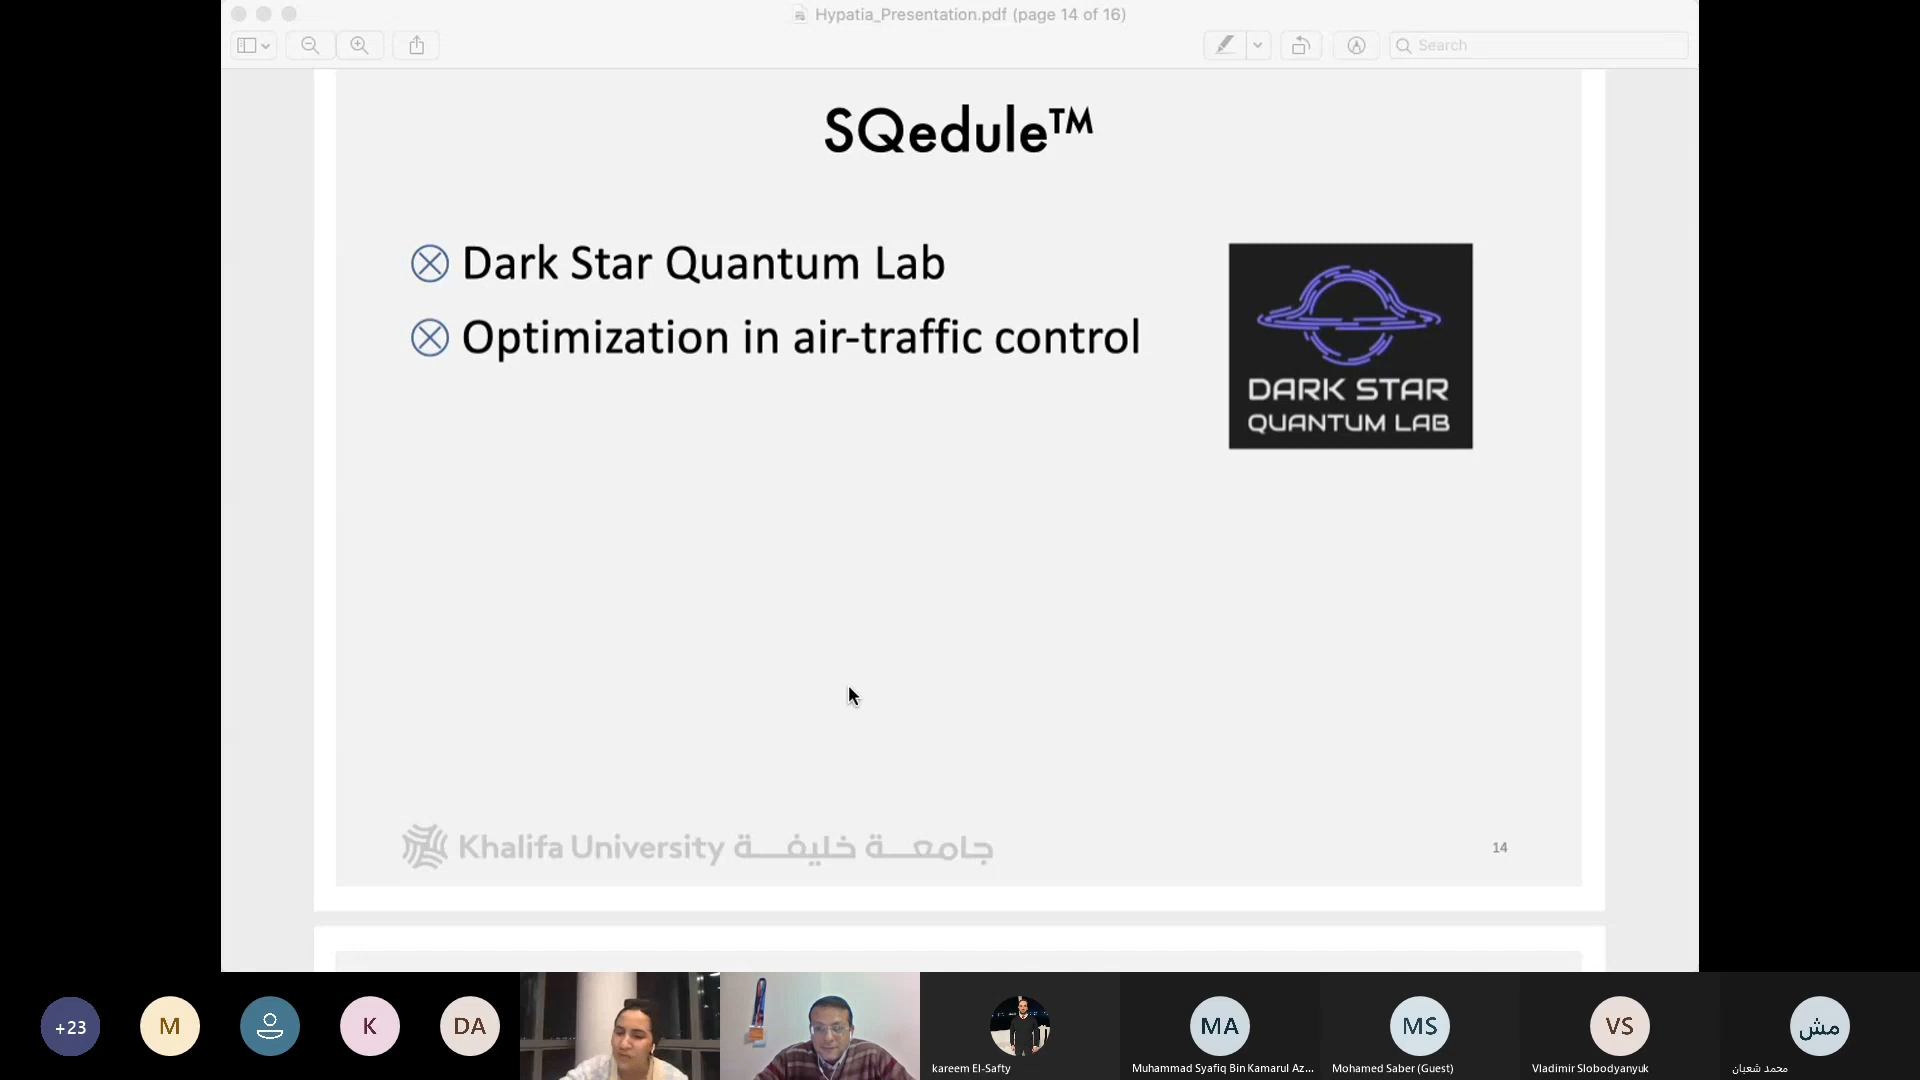 Hypatia_Presentation.pdf (page 14 of 16)
Search
SQedule™
Dark Star Quantum Lab
Optimization in air-traffic control
DARK STAR
QUANTUM LAB
Khalifa University جامعة خليفة
14
+23
M
K
DA
MA
MS
VS
مش
kareem El-Safty
Muhammad Syafiq Bin Kamarul Az...
Mohamed Saber (Guest)
Vladimir Slobodyanyuk
محمد شعبان